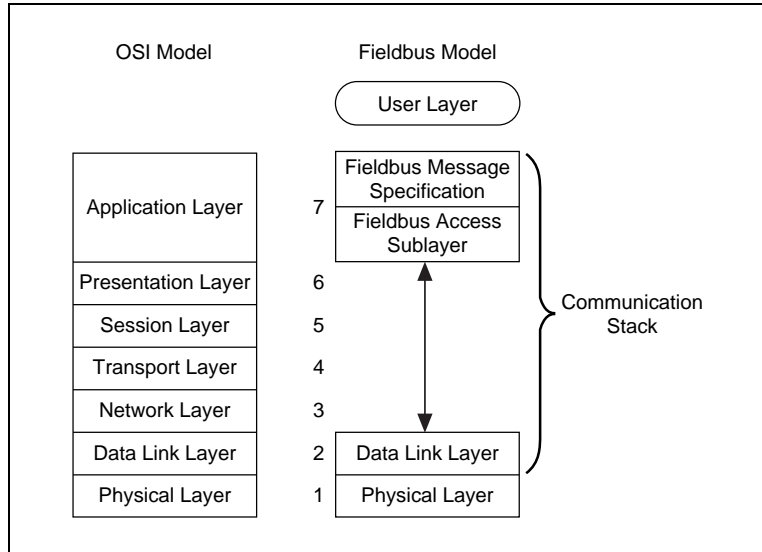 OSI Model
Fieldbus Model
User Layer
Application Layer
7
Fieldbus Message
Specification
Fieldbus Access
Sublayer
Presentation Layer
6
Session Layer
5
Transport Layer
4
Network Layer
3
Data Link Layer
2
Data Link Layer
Physical Layer
1
Physical Layer
Communication
Stack